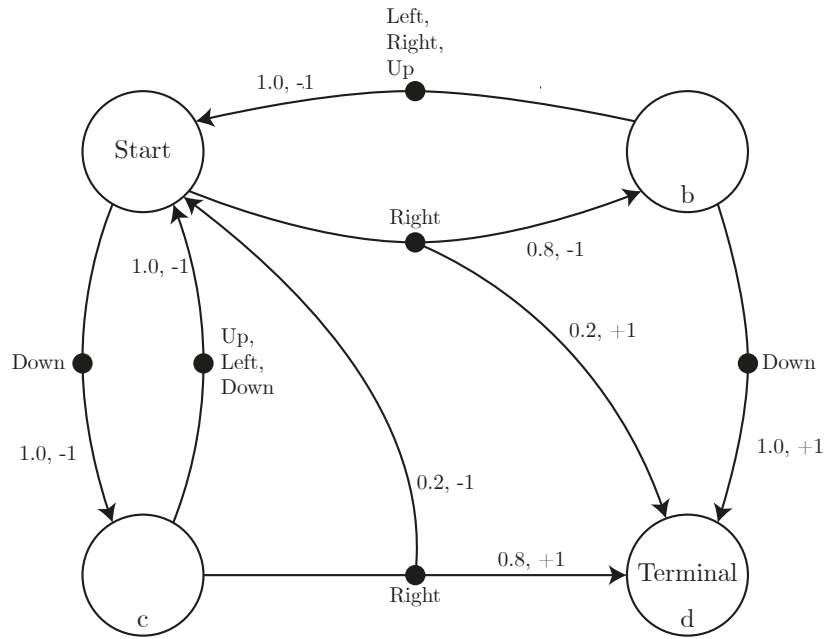 Left,
Right,
Up
1.0, -1
Start
b
Right
0.8, -1
1.0, -1
0.2, +1
Down
Up,
Left,
Down
Down
1.0, -1
1.0, +1
0.2, -1
0.8, +1
Terminal
Right
c
d